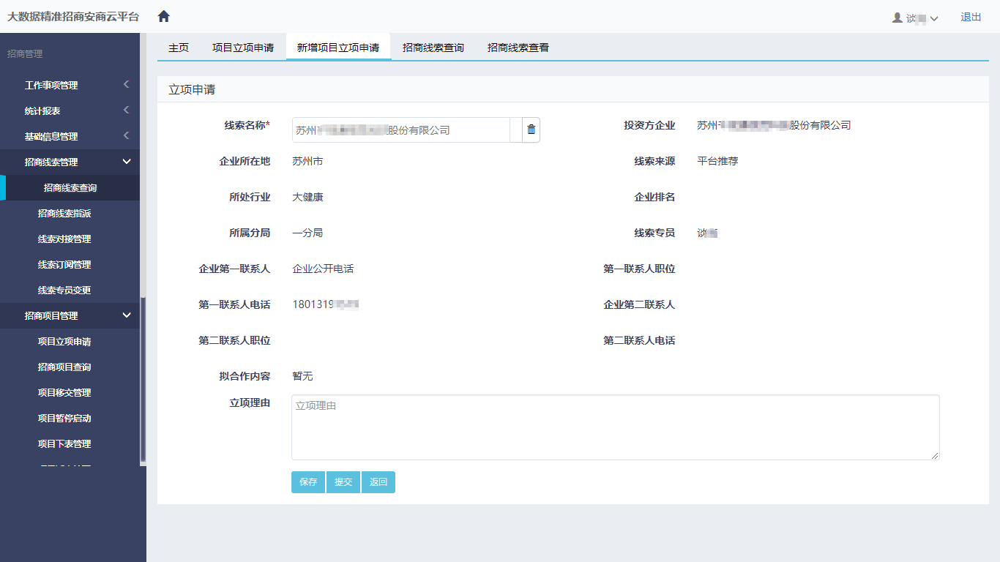 大数据精准招商安商云平台
谈
退出
招商管理
工作事项管理
统计报表
基础信息管理
招商线索管理
招商线索查询
招商线索指派
线索对接管理
线索订阅管理
线索专员变更
招商项目管理
项目立项申请
招商项目查询
项目移交管理
项目暂停启动
项目下表管理
主页 项目立项申请 新增项目立项申请 招商线索查询 招商线索查看
立项申请
线索名称* 苏州 股份有限公司 投资方企业 苏州 股份有限公司
企业所在地 苏州市 线索来源 平台推荐
所处行业 大健康 企业排名
所属分局 一分局 线索专员 谈
企业第一联系人 企业公开电话 第一联系人职位
第一联系人电话 1801319 企业第二联系人
第二联系人职位 第二联系人电话
拟合作内容 暂无
立项理由 立项理由
保存 提交 返回